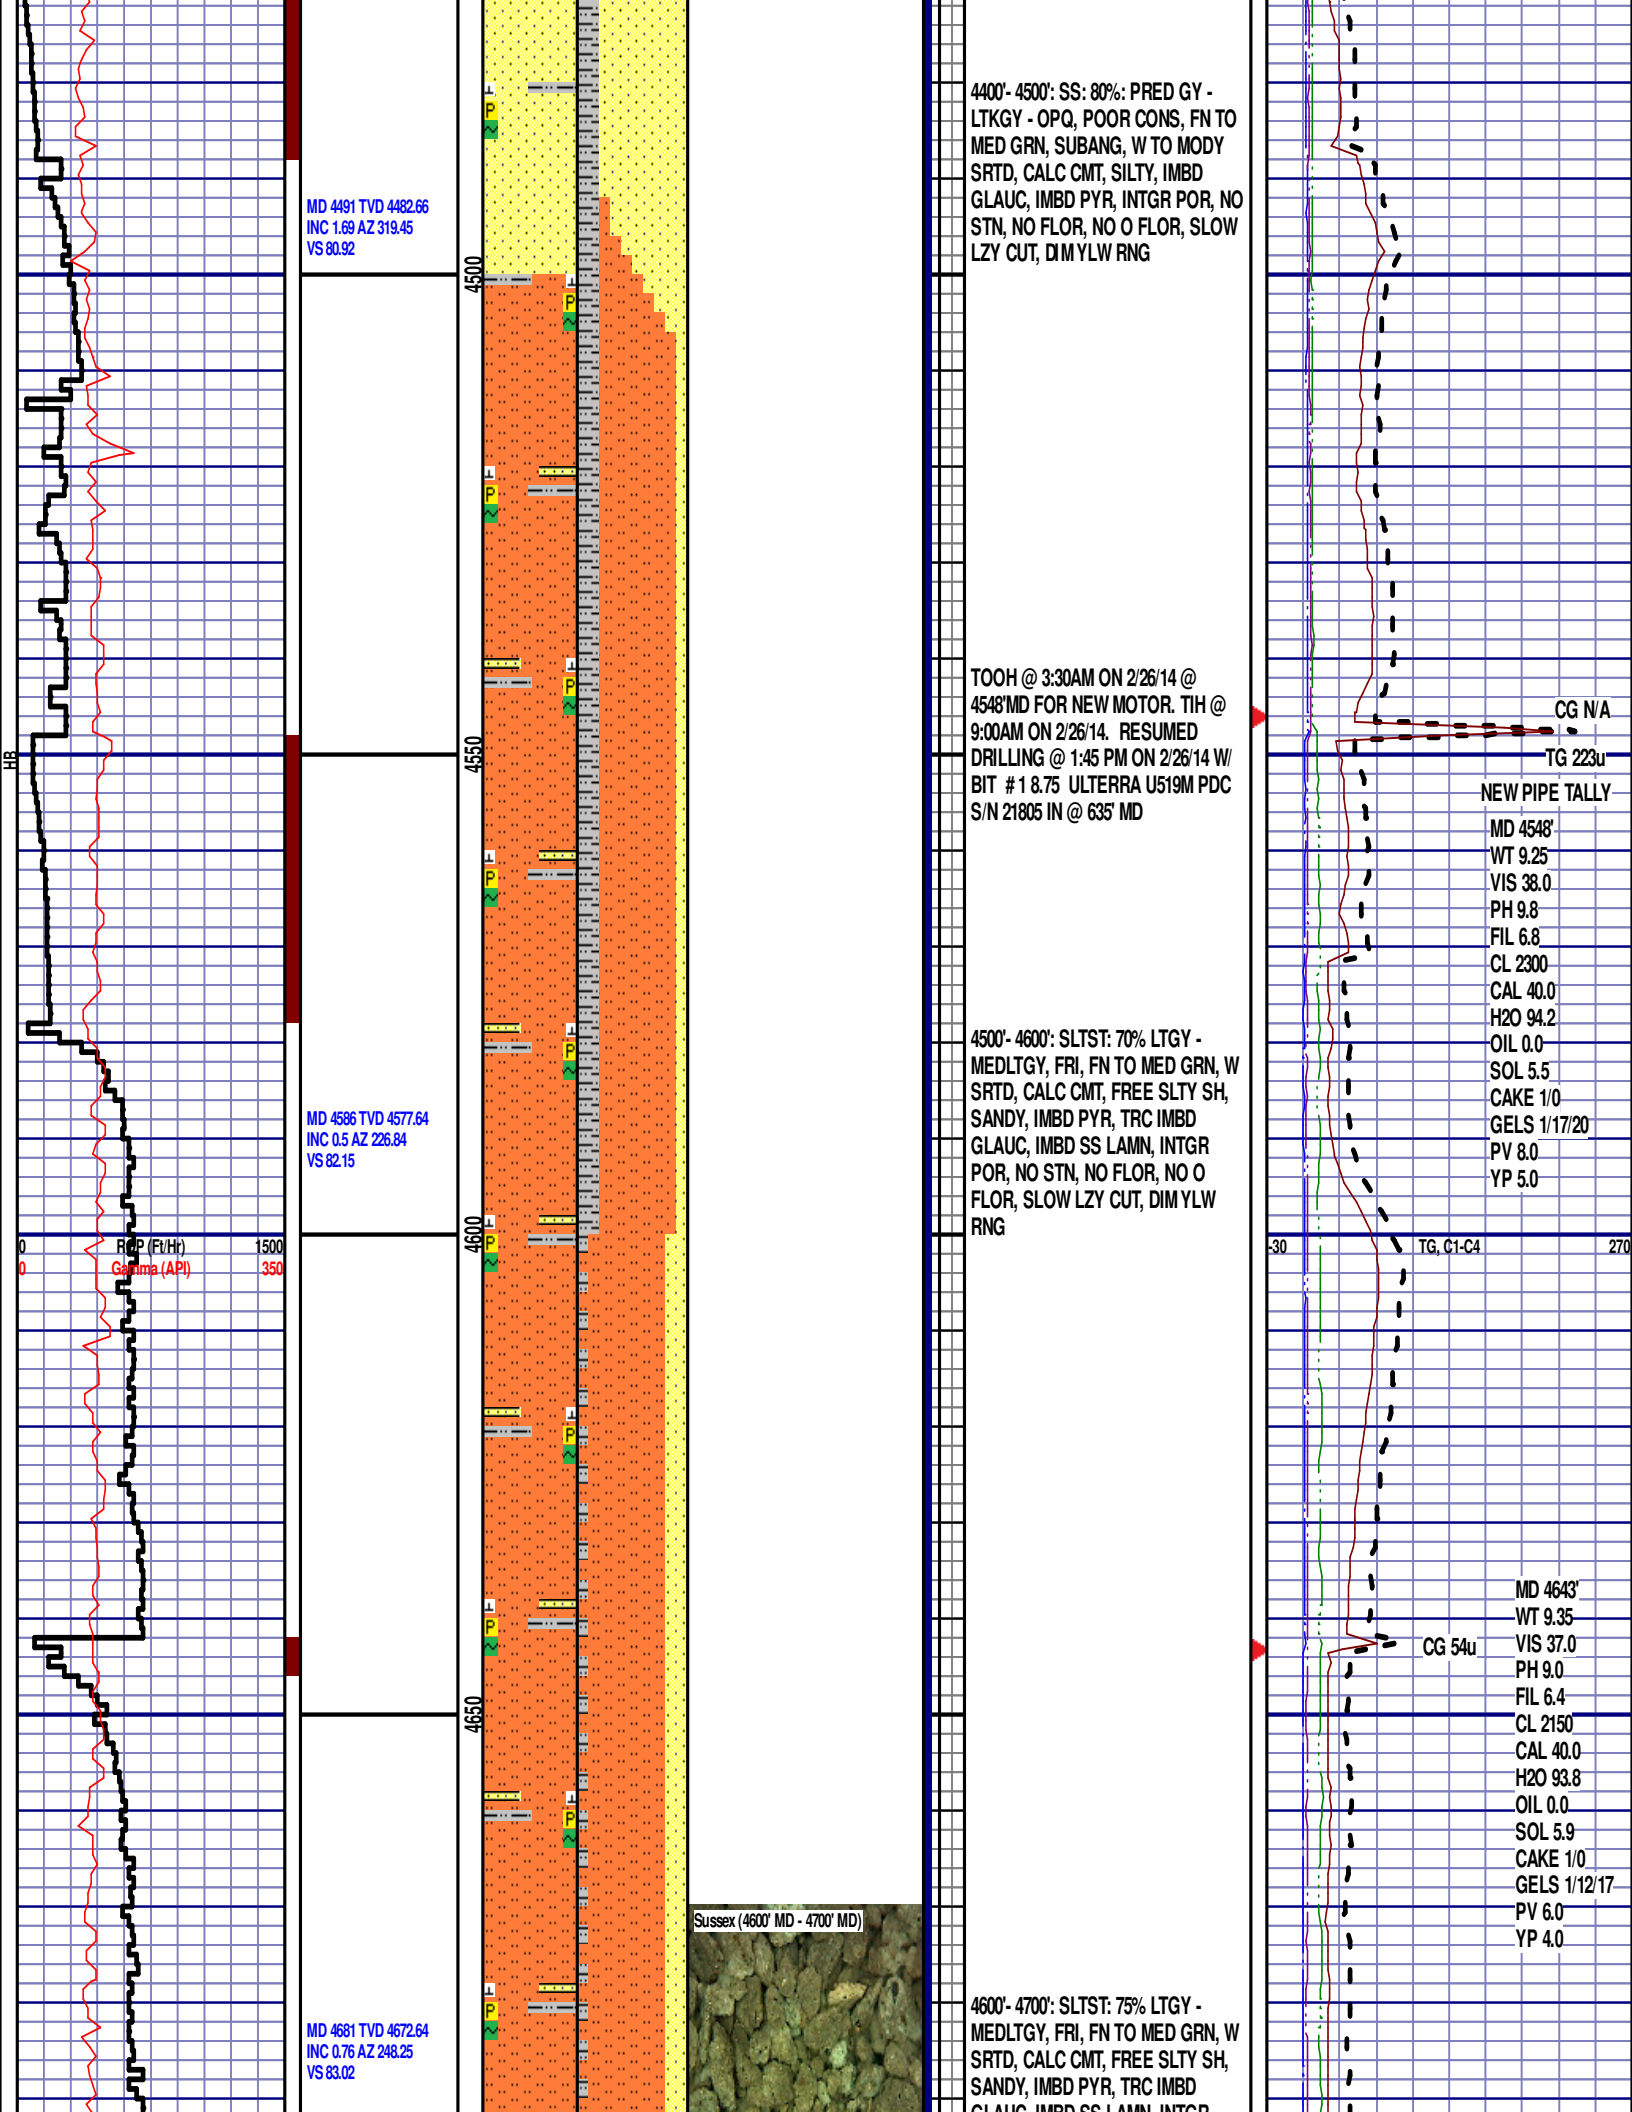 4400'- 4500': SS: 80%: PRED GY -
LTKGY - OPQ, POOR CONS, FN TO
MED GRN, SUBANG, W TO MODY
SRTD, CALC CMT, SILTY, IMBD
GLAUC, IMBD PYR, INTGR POR, NO
STN, NO FLOR, NO O FLOR, SLOW
LZY CUT, DIM YLW RNG
P
MD 4491 TVD 4482.66
INC 1.69 AZ 319.45
VS 80.92
4500
P
P
TOOH @ 3:30AM ON 2/26/14 @
4548'MD FOR NEW MOTOR. TIH @
9:00AM ON 2/26/14. RESUMED
DRILLING @ 1:45 PM ON 2/26/14 W/
BIT # 1 8.75 ULTERRA U519M PDC
S/N 21805 IN @ 635' MD
P
CG N/A
TG 223u
HB
4550
NEW PIPE TALLY
MD 4548'
WT 9.25
VIS 38.0
PH 9.8
FIL 6.8
CL 2300
CAL 40.0
H2O 94.2
OIL 0.0
SOL 5.5
CAKE 1/0
GELS 1/17/20
PV 8.0
YP 5.0
P
P
4500'- 4600': SLTST: 70% LTGY -
MEDLTGY, FRI, FN TO MED GRN, W
SRTD, CALC CMT, FREE SLTY SH,
SANDY, IMBD PYR, TRC IMBD
GLAUC, IMBD SS LAMN, INTGR
POR, NO STN, NO FLOR, NO O
FLOR, SLOW LZY CUT, DIM YLW
RNG
MD 4586 TVD 4577.64
INC 0.5 AZ 226.84
VS 82.15
4600
P
0 ROP (Ft/Hr) 1500
0 Gamma (API) 350
-30 TG, C1-C4 270
P
P
CG 54u
MD 4643'
WT 9.35
VIS 37.0
PH 9.0
FIL 6.4
CL 2150
CAL 40.0
H2O 93.8
OIL 0.0
SOL 5.9
CAKE 1/0
GELS 1/12/17
PV 6.0
YP 4.0
4650
P
Sussex (4600' MD - 4700' MD)
P
MD 4681 TVD 4672.64
INC 0.76 AZ 248.25
VS 83.02
4600'- 4700': SLTST: 75% LTGY -
MEDLTGY, FRI, FN TO MED GRN, W
SRTD, CALC CMT, FREE SLTY SH,
SANDY, IMBD PYR, TRC IMBD
GLAUC, IMBD SS LAMN, INTGR